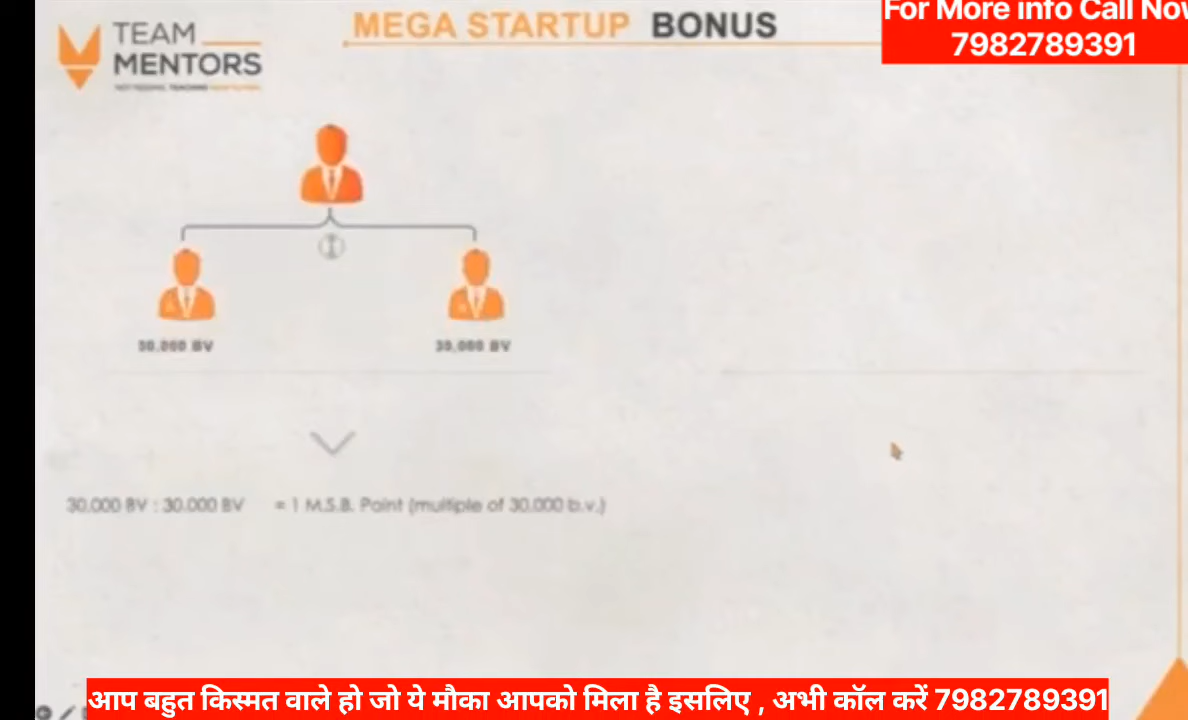 TEAM
MENTORS
MEGA STARTUP BONUS
For More info Call Now
7982789391
30,000 BV
30,000 BV
30,000 BV : 30,000 BV = 1 M.S.B. Point (multiple of 30,000 b.v.)
आप बहुत किस्मत वाले हो जो ये मौका आपको मिला है इसलिए , अभी कॉल करें 7982789391